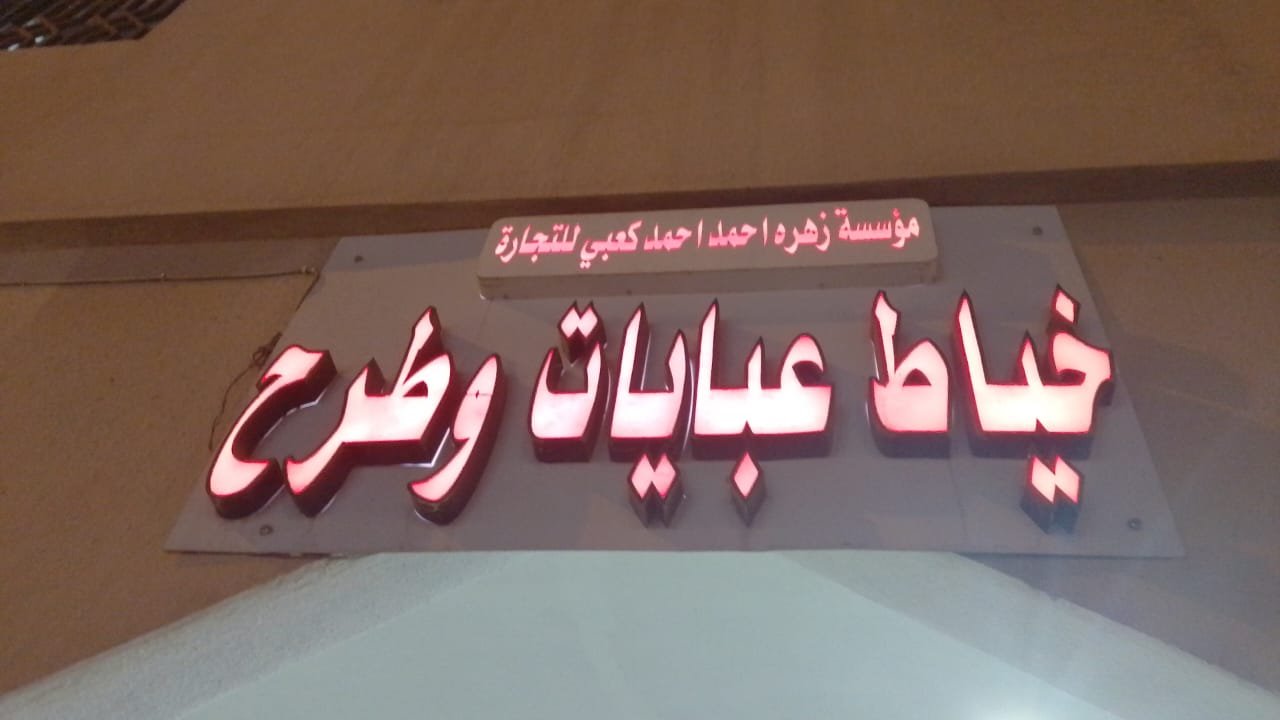 مؤسسة زهره احمد احمد كعبي للتجارة
خياط عبايات وطرح